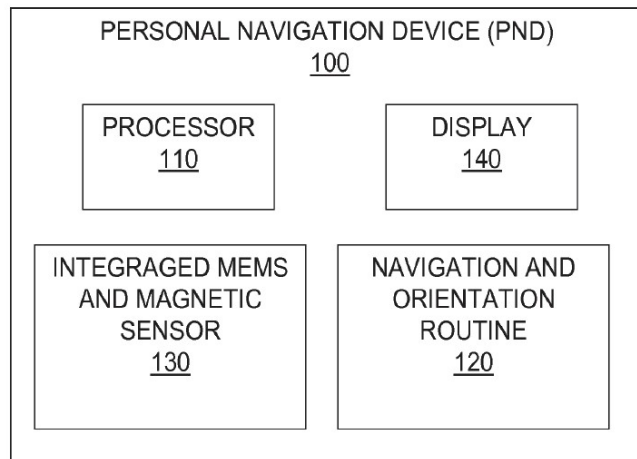 PERSONAL NAVIGATION DEVICE (PND)
100
PROCESSOR
110
DISPLAY
140
INTEGRAGED MEMS
AND MAGNETIC
SENSOR
130
NAVIGATION AND
ORIENTATION
ROUTINE
120